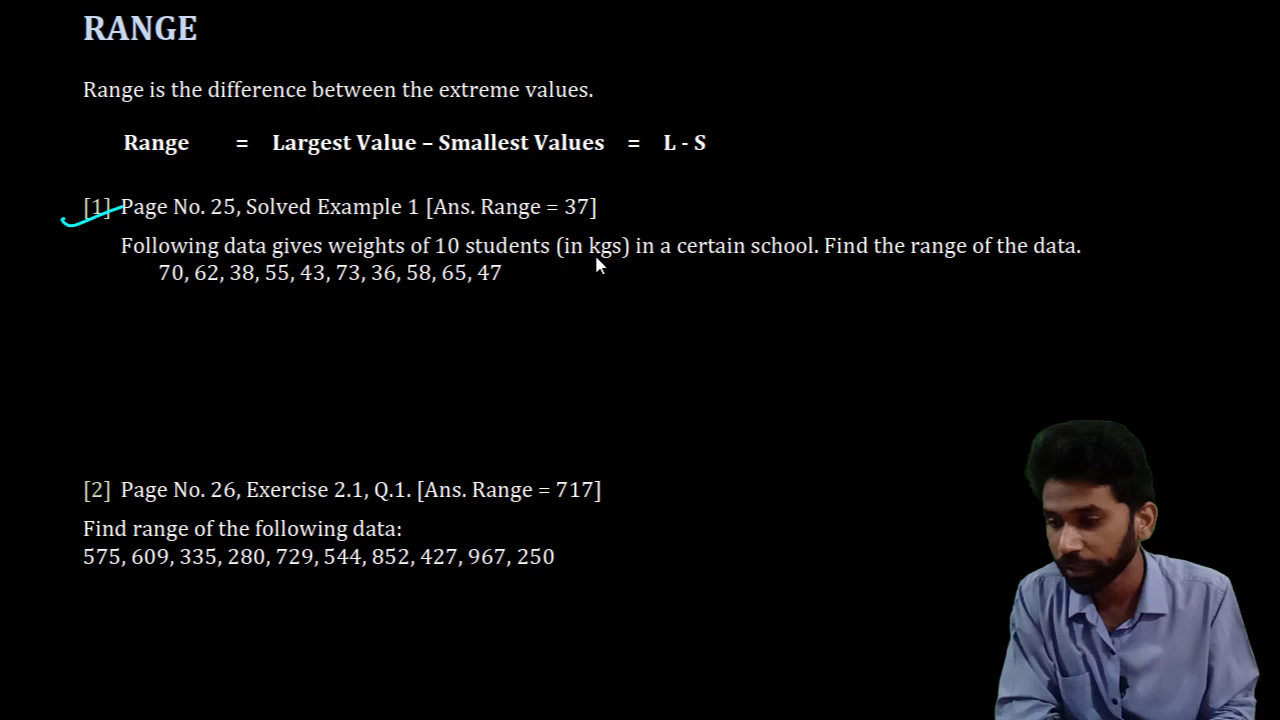 RANGE
Range is the difference between the extreme values.
Range = Largest Value – Smallest Values = L - S
[1] Page No. 25, Solved Example 1 [Ans. Range = 37]
Following data gives weights of 10 students (in kgs) in a certain school. Find the range of the data.
70, 62, 38, 55, 43, 73, 36, 58, 65, 47
[2] Page No. 26, Exercise 2.1, Q.1. [Ans. Range = 717]
Find range of the following data:
575, 609, 335, 280, 729, 544, 852, 427, 967, 250